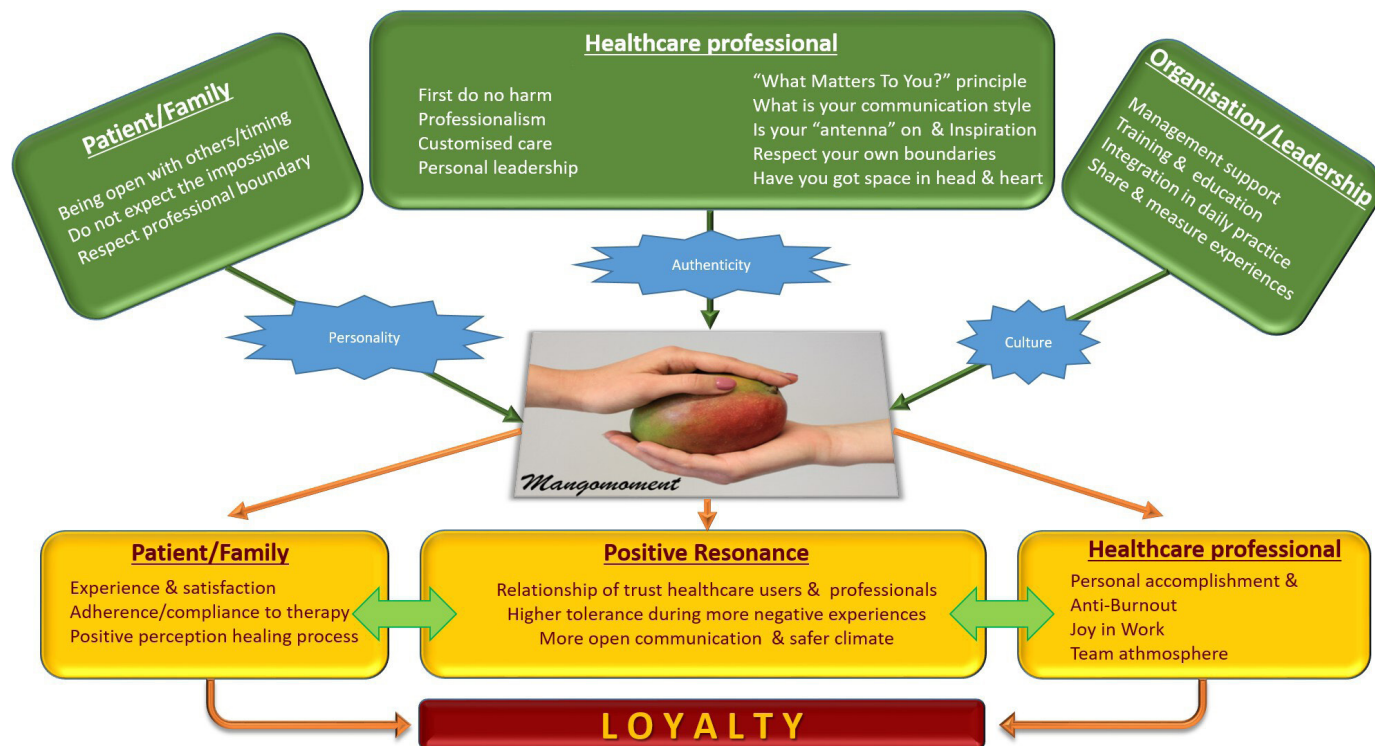 Patient/Family
Being open with others/timing
Do not expect the impossible
Respect professional boundary
Healthcare professional
First do no harm
Professionalism
Customised care
Personal leadership
“What Matters To You?” principle
What is your communication style
Is your “antenna” on & Inspiration
Respect your own boundaries
Have you got space in head & heart
Organisation/Leadership
Management support
Training & education
Integration in daily practice
Share & measure experiences
Personality
Authenticity
Culture
Mangomoment
Patient/Family
Experience & satisfaction
Adherence/compliance to therapy
Positive perception healing process
Positive Resonance
Relationship of trust healthcare users & professionals
Higher tolerance during more negative experiences
More open communication & safer climate
Healthcare professional
Personal accomplishment &
Anti-Burnout
Joy in Work
Team athmosphere
LOYALTY